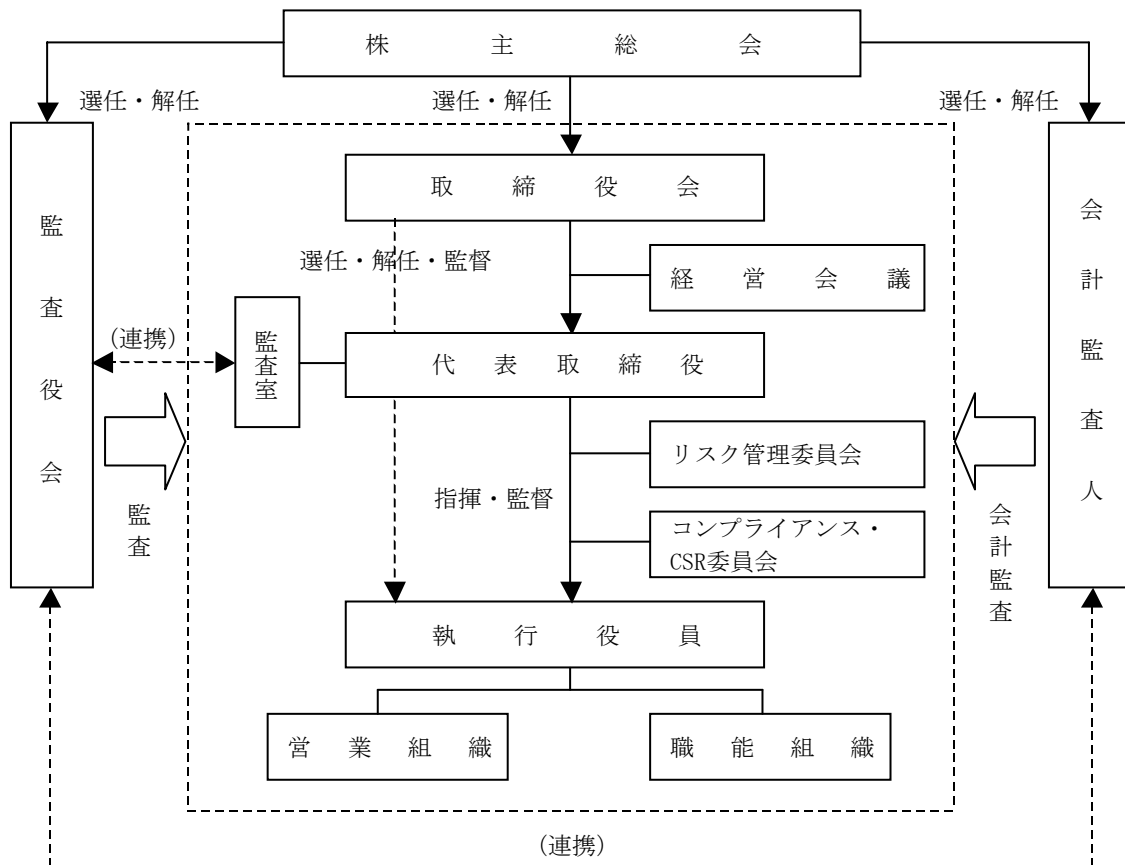 株主総会
選任・解任
選任・解任
選任・解任
監査役会
取締役会
会計監査人
選任・解任・監督
経営会議
(連携)
監査室
代表取締役
リスク管理委員会
監査
指揮・監督
会計監査
コンプライアンス・
CSR委員会
執行役員
営業組織
職能組織
(連携)